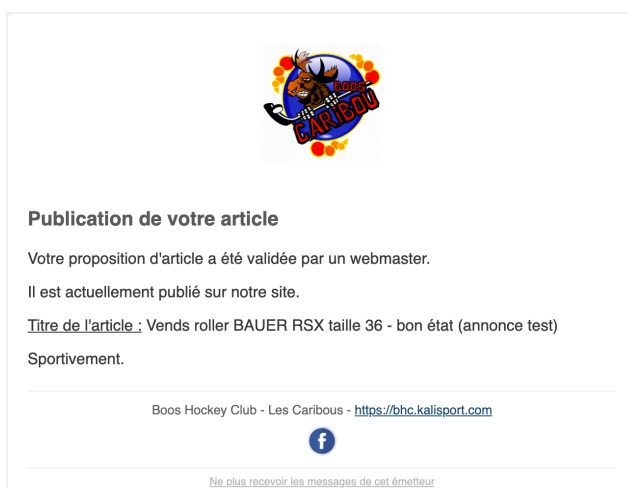 BOOS
CARIBOU
Publication de votre article
Votre proposition d'article a été validée par un webmaster.
Il est actuellement publié sur notre site.
Titre de l'article : Vends roller BAUER RSX taille 36 - bon état (annonce test)
Sportivement.
Boos Hockey Club - Les Caribous - https://bhc.kalisport.com
f
Ne plus recevoir les messages de cet émetteur